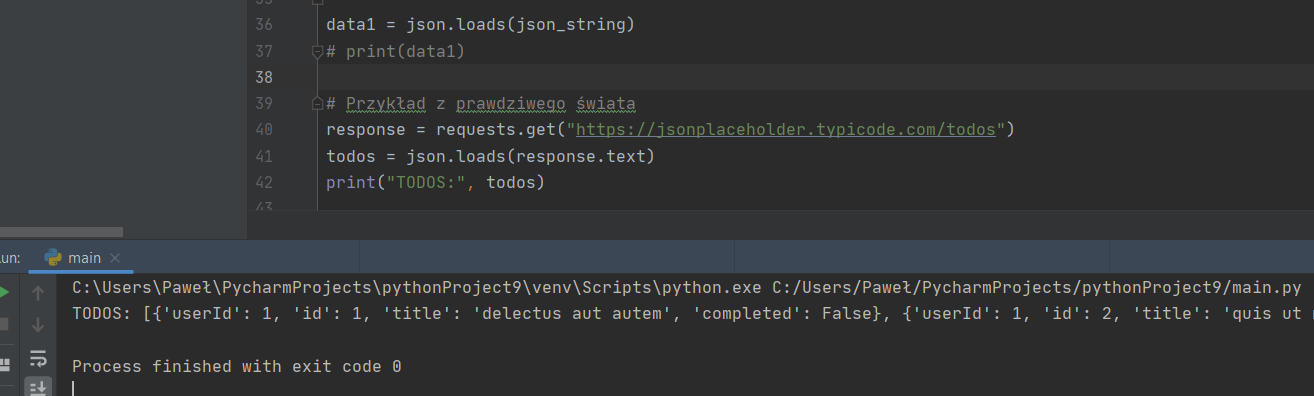 36 data1 = json.loads(json_string)
37 # print(data1)
38
39 # Przykład z prawdziwego świata
40 response = requests.get("https://jsonplaceholder.typicode.com/todos")
41 todos = json.loads(response.text)
42 print("TODOS:", todos)
43
main
C:\Users\Paweł\PycharmProjects\pythonProject9\venv\Scripts\python.exe C:/Users/Paweł/PycharmProjects/pythonProject9/main.py
TODOS: [{'userId': 1, 'id': 1, 'title': 'delectus aut autem', 'completed': False}, {'userId': 1, 'id': 2, 'title': 'quis ut
Process finished with exit code 0